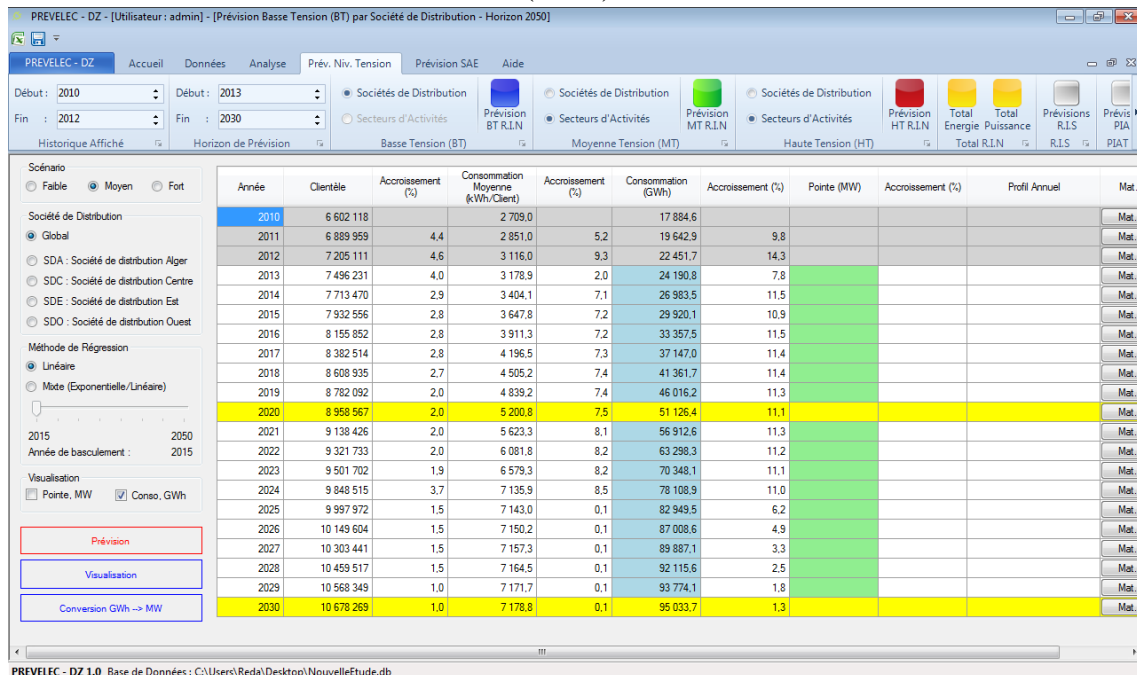 PREVELEC - DZ - [Utilisateur : admin] - [Prévision Basse Tension (BT) par Société de Distribution - Horizon 2050]
PREVELEC - DZ Accueil Données Analyse Prév. Niv. Tension Prévision SAE Aide
Début : 2010 Début : 2013 Sociétés de Distribution Prévision BT R.I.N Sociétés de Distribution Prévision MT R.I.N Sociétés de Distribution Prévision HT R.I.N Total Energie Total Puissance Prévisions R.I.S Prévis PIA
Fin : 2012 Fin : 2030 Secteurs d'Activités Secteurs d'Activités Secteurs d'Activités
Historique Affiché Horizon de Prévision Basse Tension (BT) Moyenne Tension (MT) Haute Tension (HT) Total R.I.N R.I.S PIAT
Scénario
Faible Moyen Fort
Société de Distribution
Global
SDA : Société de distribution Alger
SDC : Société de distribution Centre
SDE : Société de distribution Est
SDO : Société de distribution Ouest
Méthode de Régression
Linéaire
Mixte (Exponentielle/Linéaire)
2015 2050
Année de basculement : 2015
Visualisation
Pointe, MW Conso, GWh
Prévision
Visualisation
Conversion GWh --> MW
Année Clientèle Accroissement (%) Consommation Moyenne (kWh/Client) Accroissement (%) Consommation (GWh) Accroissement (%) Pointe (MW) Accroissement (%) Profil Annuel Mat.
2010 6 602 118 2 709,0 17 884,6 Mat.
2011 6 889 959 4,4 2 851,0 5,2 19 642,9 9,8 Mat.
2012 7 205 111 4,6 3 116,0 9,3 22 451,7 14,3 Mat.
2013 7 496 231 4,0 3 178,9 2,0 24 190,8 7,8 Mat.
2014 7 713 470 2,9 3 404,1 7,1 26 983,5 11,5 Mat.
2015 7 932 556 2,8 3 647,8 7,2 29 920,1 10,9 Mat.
2016 8 155 852 2,8 3 911,3 7,2 33 357,5 11,5 Mat.
2017 8 382 514 2,8 4 196,5 7,3 37 147,0 11,4 Mat.
2018 8 608 935 2,7 4 505,2 7,4 41 361,7 11,4 Mat.
2019 8 782 092 2,0 4 839,2 7,4 46 016,2 11,3 Mat.
2020 8 958 567 2,0 5 200,8 7,5 51 126,4 11,1 Mat.
2021 9 138 426 2,0 5 623,3 8,1 56 912,6 11,3 Mat.
2022 9 321 733 2,0 6 081,8 8,2 63 298,3 11,2 Mat.
2023 9 501 702 1,9 6 579,3 8,2 70 348,1 11,1 Mat.
2024 9 848 515 3,7 7 135,9 8,5 78 108,9 11,0 Mat.
2025 9 997 972 1,5 7 143,0 0,1 82 949,5 6,2 Mat.
2026 10 149 604 1,5 7 150,2 0,1 87 008,6 4,9 Mat.
2027 10 303 441 1,5 7 157,3 0,1 89 887,1 3,3 Mat.
2028 10 459 517 1,5 7 164,5 0,1 92 115,6 2,5 Mat.
2029 10 568 349 1,0 7 171,7 0,1 93 774,1 1,8 Mat.
2030 10 678 269 1,0 7 178,8 0,1 95 033,7 1,3 Mat.
PREVELEC - DZ 1.0 Base de Données : C:\Users\Reda\Desktop\NouvelleEtude.db